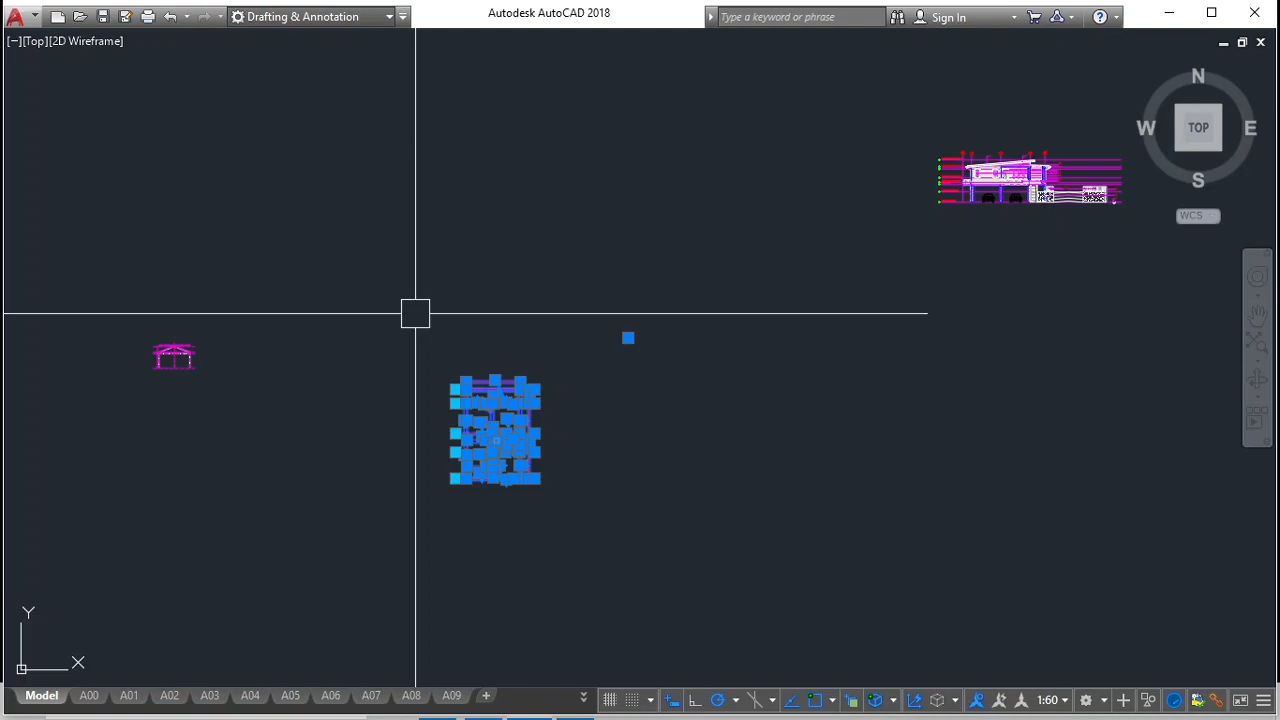 Drafting & Annotation
Autodesk AutoCAD 2018
Type a keyword or phrase
Sign In
[−][Top][2D Wireframe]
N
W
TOP
E
S
WCS
Y
X
Model
A00
A01
A02
A03
A04
A05
A06
A07
A08
A09
1:60